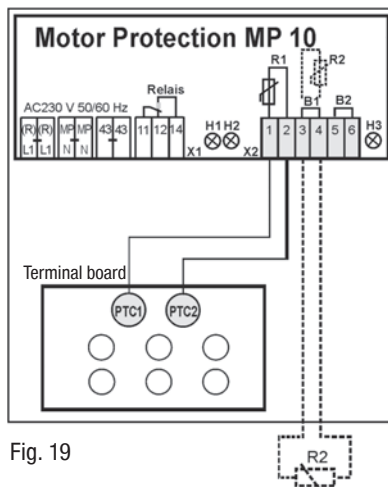 Motor Protection MP 10
R1
R2
Relais
AC230 V 50/60 Hz
B1
B2
(R) (R) MP MP 43 43 11 12 14
L1 L1 N N
H1 H2
H3
1 2 3 4 5 6
X1
X2
Terminal board
PTC1
PTC2
Fig. 19
R2